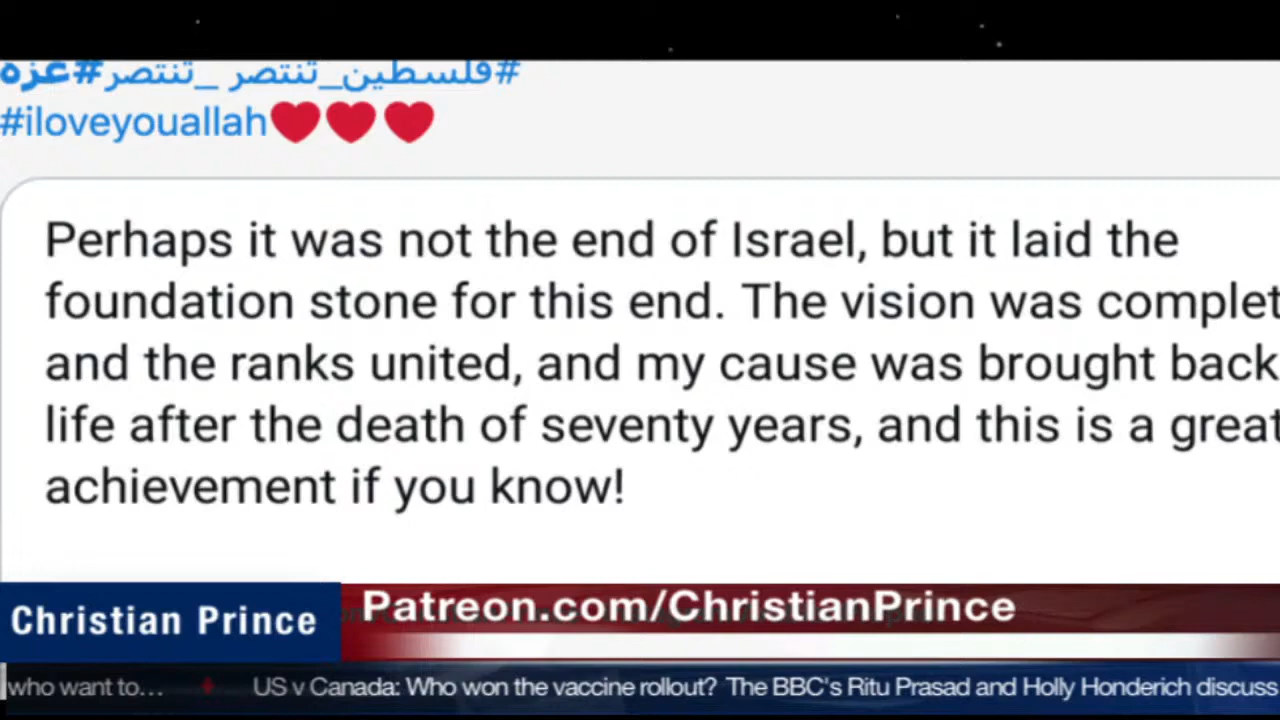 #فلسطين_تنتصر _تنتصر#عزه
#iloveyouallah❤️❤️❤️
Perhaps it was not the end of Israel, but it laid the
foundation stone for this end. The vision was complet
and the ranks united, and my cause was brought back
life after the death of seventy years, and this is a great
achievement if you know!
Christian Prince
Patreon.com/ChristianPrince
who want to... ♦ US v Canada: Who won the vaccine rollout? The BBC's Ritu Prasad and Holly Honderich discuss